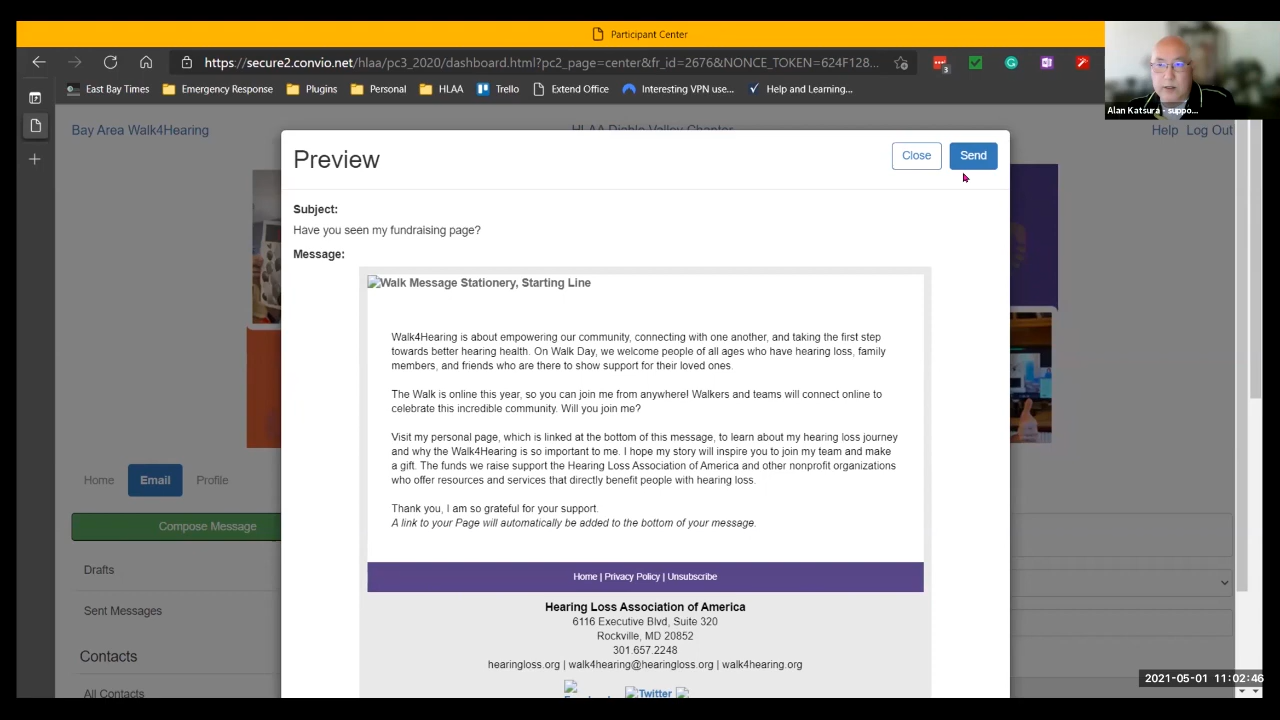 Participant Center
https://secure2.convio.net/hlaa/pc3_2020/dashboard.html?pc2_page=center&fr_id=2676&NONCE_TOKEN=624F128...
3
East Bay Times
Emergency Response
Plugins
Personal
HLAA
Trello
Extend Office
Interesting VPN use...
Help and Learning...
Alan Katsura - suppo...
Bay Area Walk4Hearing
HLAA Diablo Valley Chapter
Help Log Out
Preview
Close
Send
Subject:
Have you seen my fundraising page?
Message:
Walk Message Stationery, Starting Line
Walk4Hearing is about empowering our community, connecting with one another, and taking the first step
towards better hearing health. On Walk Day, we welcome people of all ages who have hearing loss, family
members, and friends who are there to show support for their loved ones.
The Walk is online this year, so you can join me from anywhere! Walkers and teams will connect online to
celebrate this incredible community. Will you join me?
Visit my personal page, which is linked at the bottom of this message, to learn about my hearing loss journey
and why the Walk4Hearing is so important to me. I hope my story will inspire you to join my team and make
a gift. The funds we raise support the Hearing Loss Association of America and other nonprofit organizations
who offer resources and services that directly benefit people with hearing loss.
Thank you, I am so grateful for your support.
A link to your Page will automatically be added to the bottom of your message.
Home | Privacy Policy | Unsubscribe
Hearing Loss Association of America
6116 Executive Blvd, Suite 320
Rockville, MD 20852
301.657.2248
hearingloss.org | walk4hearing@hearingloss.org | walk4hearing.org
Twitter
Home
Email
Profile
Compose Message
Drafts
Sent Messages
Contacts
All Contacts
2021-05-01 11:02:46